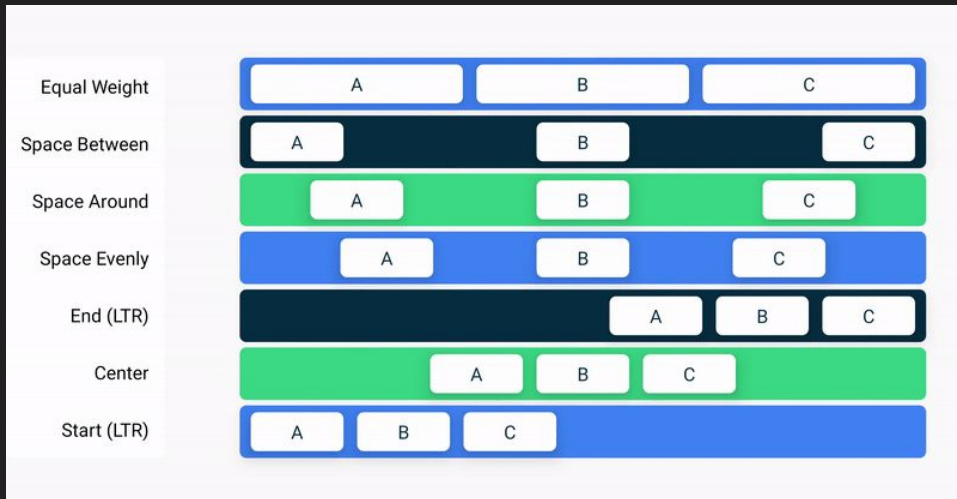 Equal Weight A B C
Space Between A B C
Space Around A B C
Space Evenly A B C
End (LTR) A B C
Center A B C
Start (LTR) A B C